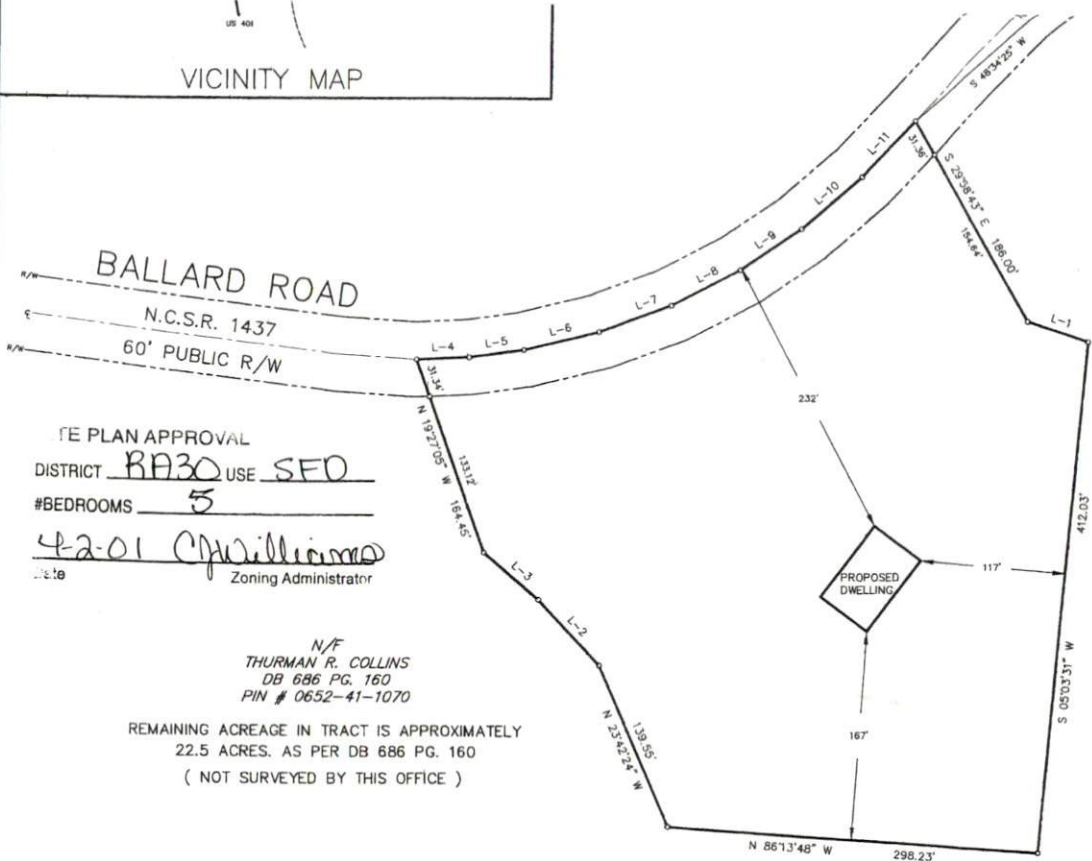 US 401
VICINITY MAP
S 48°34'25" W
31.36'
S 29°58'43" E 186.00'
154.64'
L-11
L-10
L-9
L-8
L-7
L-6
L-5
L-4
L-1
R/W
BALLARD ROAD
N.C.S.R. 1437
60' PUBLIC R/W
R/W
31.34'
N 19°27'05" W 164.45'
133.12'
232'
TE PLAN APPROVAL
DISTRICT RA30 USE SFD
#BEDROOMS 5
4-2-01 CJWilliams
Zoning Administrator
L-3
L-2
PROPOSED
DWELLING
117'
412.03'
S 05°03'31" W
167'
N/F
THURMAN R. COLLINS
DB 686 PG. 160
PIN # 0652-41-1070
REMAINING ACREAGE IN TRACT IS APPROXIMATELY
22.5 ACRES. AS PER DB 686 PG. 160
( NOT SURVEYED BY THIS OFFICE )
139.55'
N 23°42'24" W
N 86°13'48" W 298.23'